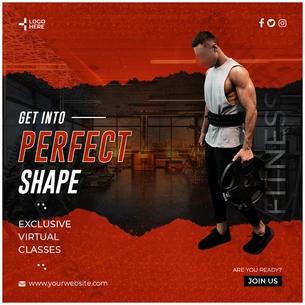 LOGO
HERE
GET INTO
PERFECT
SHAPE
FITNESS
EXCLUSIVE
VIRTUAL
CLASSES
www.yourwebsite.com
ARE YOU READY?
JOIN US